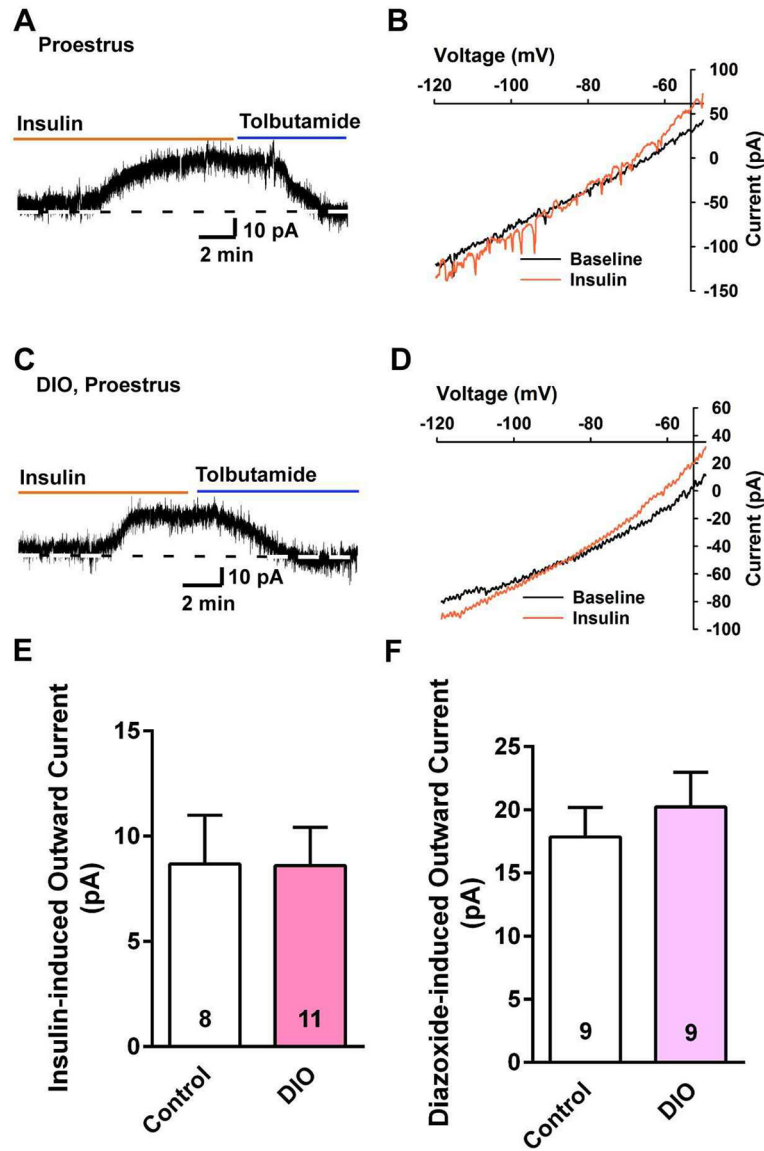 A
Proestrus
Insulin
Tolbutamide
10 pA
2 min
B
Voltage (mV)
-120
-100
-80
-60
50
0
-50
-100
-150
Current (pA)
Baseline
Insulin
C
DIO, Proestrus
Insulin
Tolbutamide
10 pA
2 min
D
Voltage (mV)
-120
-100
-80
-60
60
40
20
0
-20
-40
-60
-80
-100
Current (pA)
Baseline
Insulin
E
Insulin-induced Outward Current
(pA)
15
10
5
0
8
11
Control
DIO
F
Diazoxide-induced Outward Current
(pA)
25
20
15
10
5
0
9
9
Control
DIO